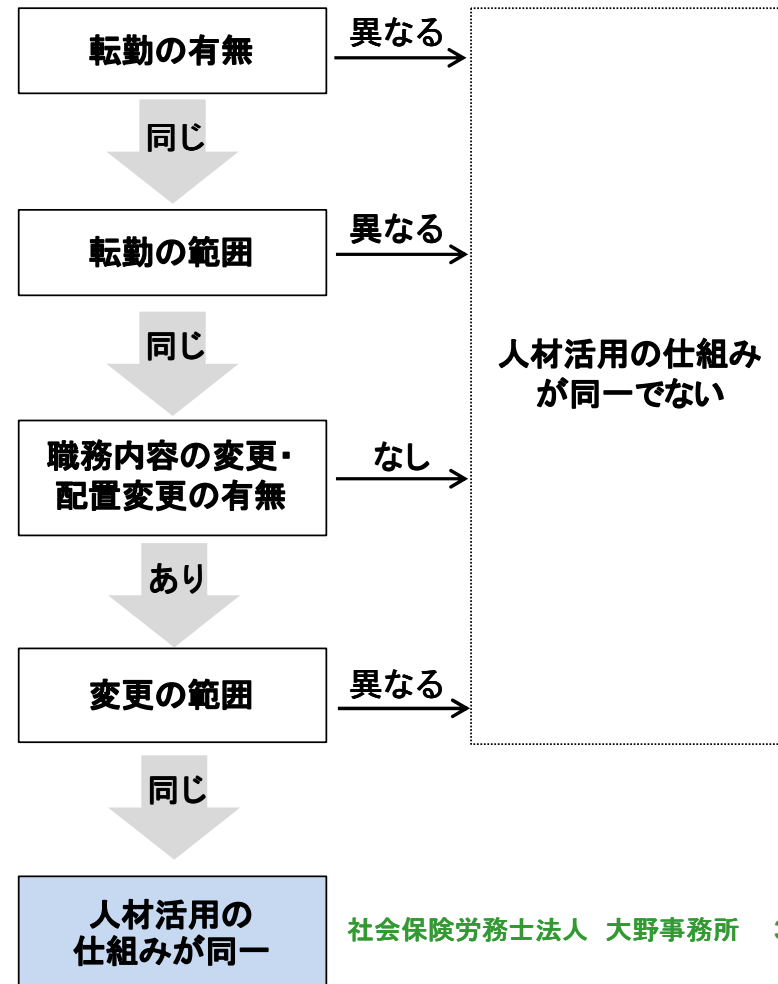 転勤の有無
異なる
同じ
転勤の範囲
異なる
同じ
人材活用の仕組み
が同一でない
職務内容の変更・
配置変更の有無
なし
あり
変更の範囲
異なる
同じ
人材活用の
仕組みが同一
社会保険労務士法人 大野事務所